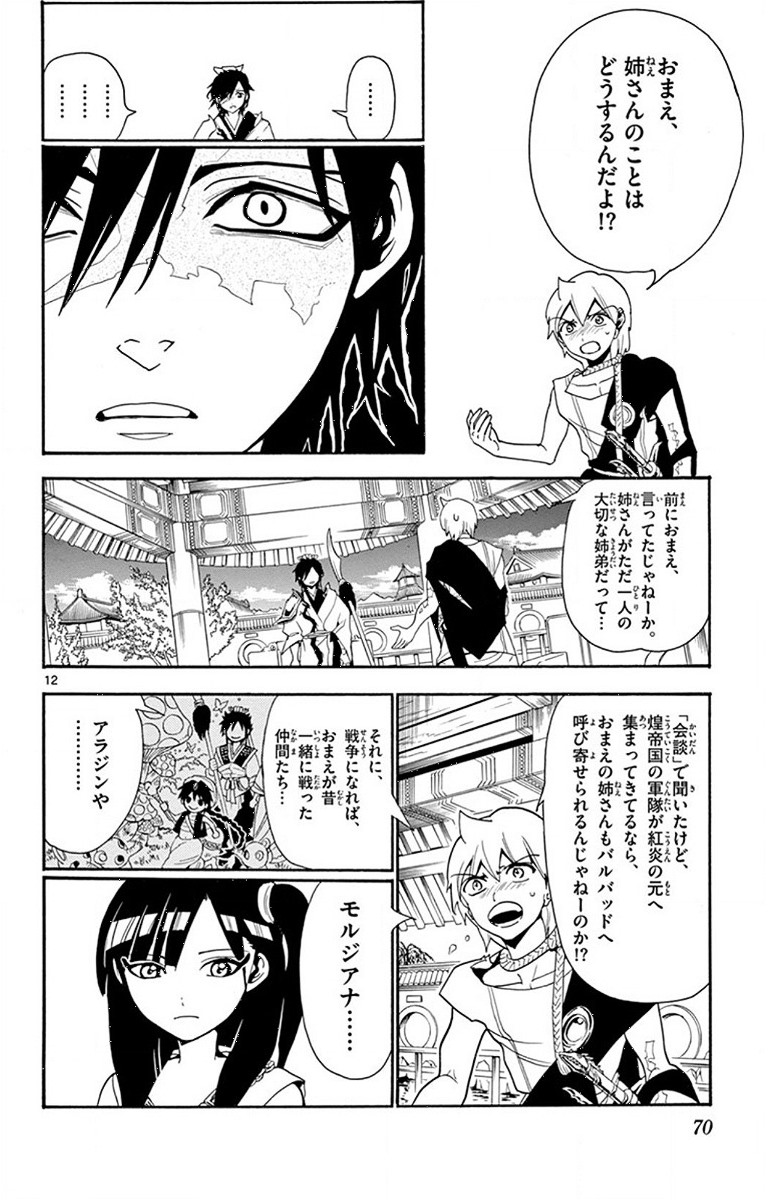 おまえ、
姉さんのことは
どうするんだよ!?
…
……
……
前におまえ、
言ってたじゃねーか。
姉さんがただ一人の
大切な姉弟だって…
12
「会談」で聞いたけど、
煌帝国の軍隊が紅炎の元へ
集まってきてるなら、
おまえの姉さんもバルバッドへ
呼び寄せられるんじゃねーのか!?
それに、
戦争になれば、
おまえが昔
一緒に戦った
仲間たち…
アラジンや
………
モルジアナ……
70